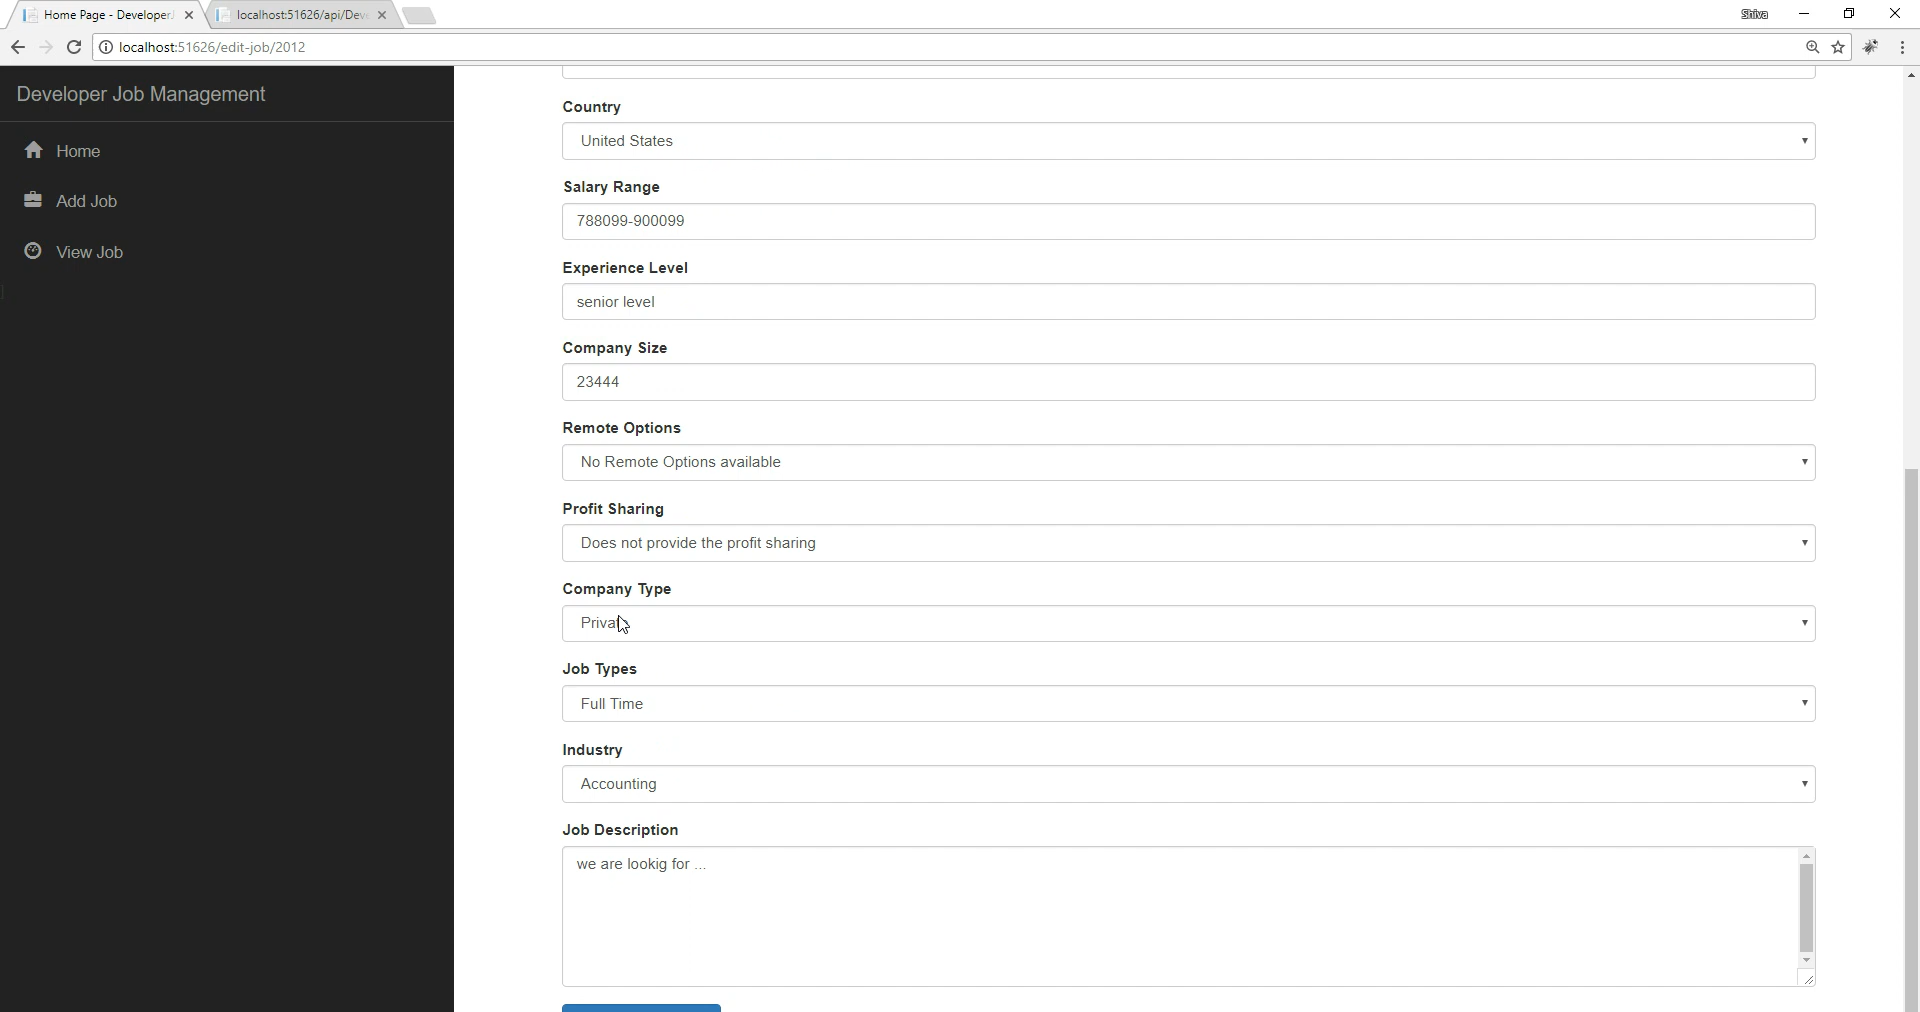 Home Page - Developer
localhost:51626/api/Dev
Shiva
localhost:51626/edit-job/2012
Developer Job Management
Home
Add Job
View Job
Country
United States
Salary Range
788099-900099
Experience Level
senior level
Company Size
23444
Remote Options
No Remote Options available
Profit Sharing
Does not provide the profit sharing
Company Type
Private
Job Types
Full Time
Industry
Accounting
Job Description
we are lookig for ...